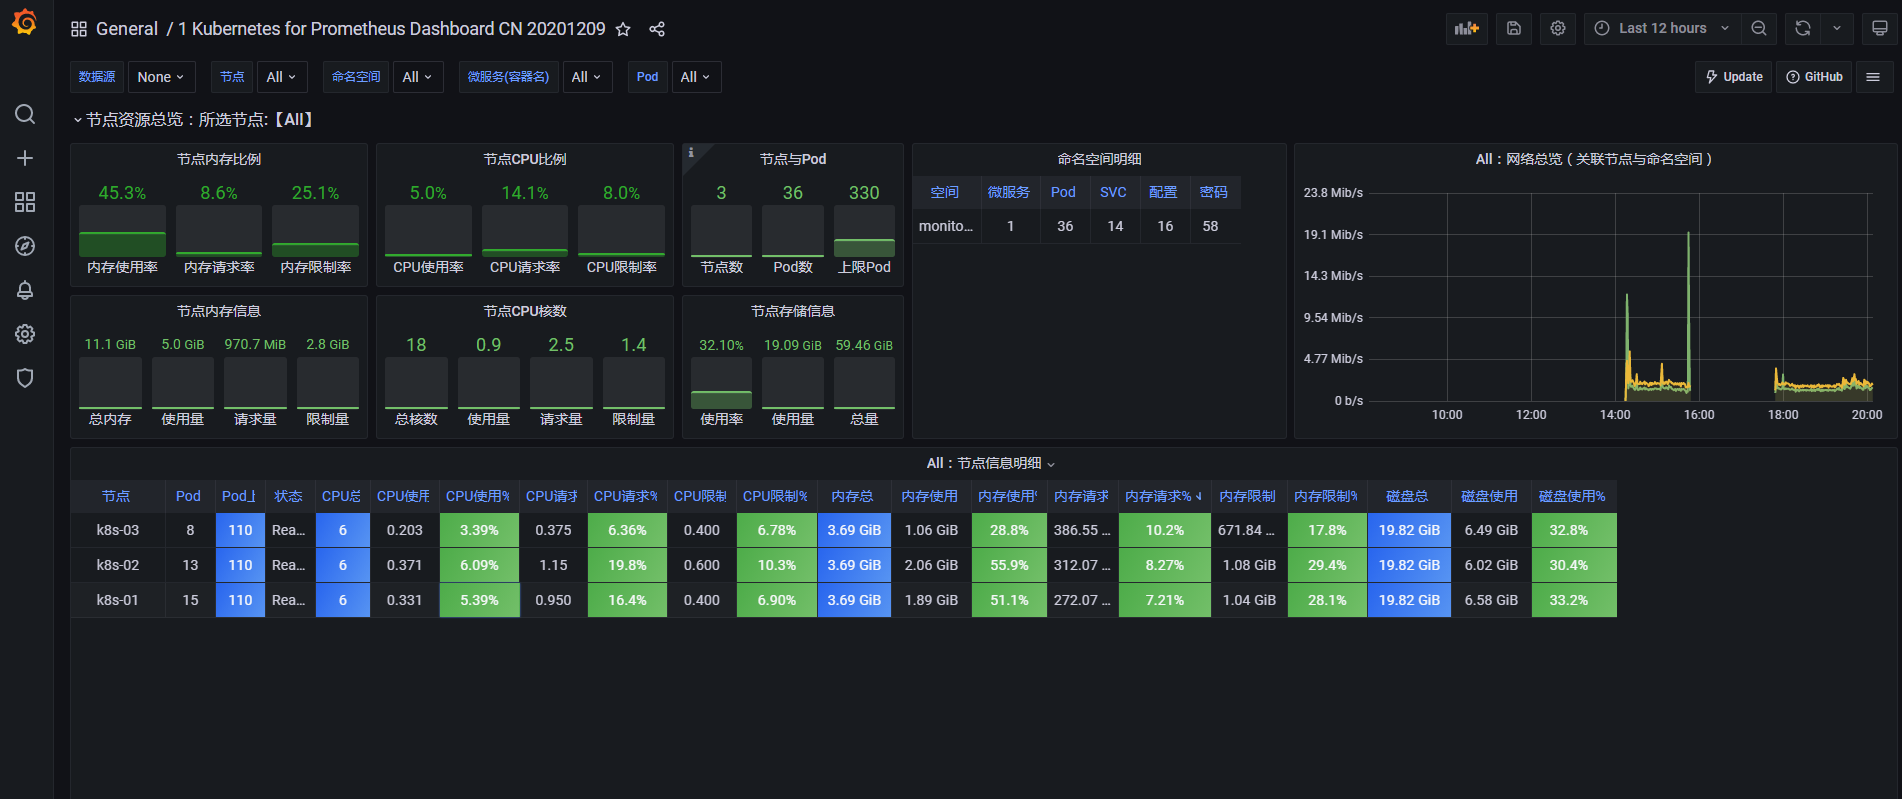 General / 1 Kubernetes for Prometheus Dashboard CN 20201209
Last 12 hours
数据源 None 节点 All 命名空间 All 微服务(容器名) All Pod All
Update GitHub
节点资源总览：所选节点:【All】
节点内存比例
45.3% 8.6% 25.1%
内存使用率 内存请求率 内存限制率
节点CPU比例
5.0% 14.1% 8.0%
CPU使用率 CPU请求率 CPU限制率
节点与Pod
3 36 330
节点数 Pod数 上限Pod
命名空间明细
空间 微服务 Pod SVC 配置 密码
monito... 1 36 14 16 58
All：网络总览（关联节点与命名空间）
23.8 Mib/s
19.1 Mib/s
14.3 Mib/s
9.54 Mib/s
4.77 Mib/s
0 b/s
10:00 12:00 14:00 16:00 18:00 20:00
节点内存信息
11.1 GiB 5.0 GiB 970.7 MiB 2.8 GiB
总内存 使用量 请求量 限制量
节点CPU核数
18 0.9 2.5 1.4
总核数 使用量 请求量 限制量
节点存储信息
32.10% 19.09 GiB 59.46 GiB
使用率 使用量 总量
All：节点信息明细
节点 Pod Pod上 状态 CPU总 CPU使用 CPU使用% CPU请求 CPU请求% CPU限制 CPU限制% 内存总 内存使用 内存使用% 内存请求 内存请求% 内存限制 内存限制% 磁盘总 磁盘使用 磁盘使用%
k8s-03 8 110 Rea... 6 0.203 3.39% 0.375 6.36% 0.400 6.78% 3.69 GiB 1.06 GiB 28.8% 386.55 ... 10.2% 671.84 ... 17.8% 19.82 GiB 6.49 GiB 32.8%
k8s-02 13 110 Rea... 6 0.371 6.09% 1.15 19.8% 0.600 10.3% 3.69 GiB 2.06 GiB 55.9% 312.07 ... 8.27% 1.08 GiB 29.4% 19.82 GiB 6.02 GiB 30.4%
k8s-01 15 110 Rea... 6 0.331 5.39% 0.950 16.4% 0.400 6.90% 3.69 GiB 1.89 GiB 51.1% 272.07 ... 7.21% 1.04 GiB 28.1% 19.82 GiB 6.58 GiB 33.2%